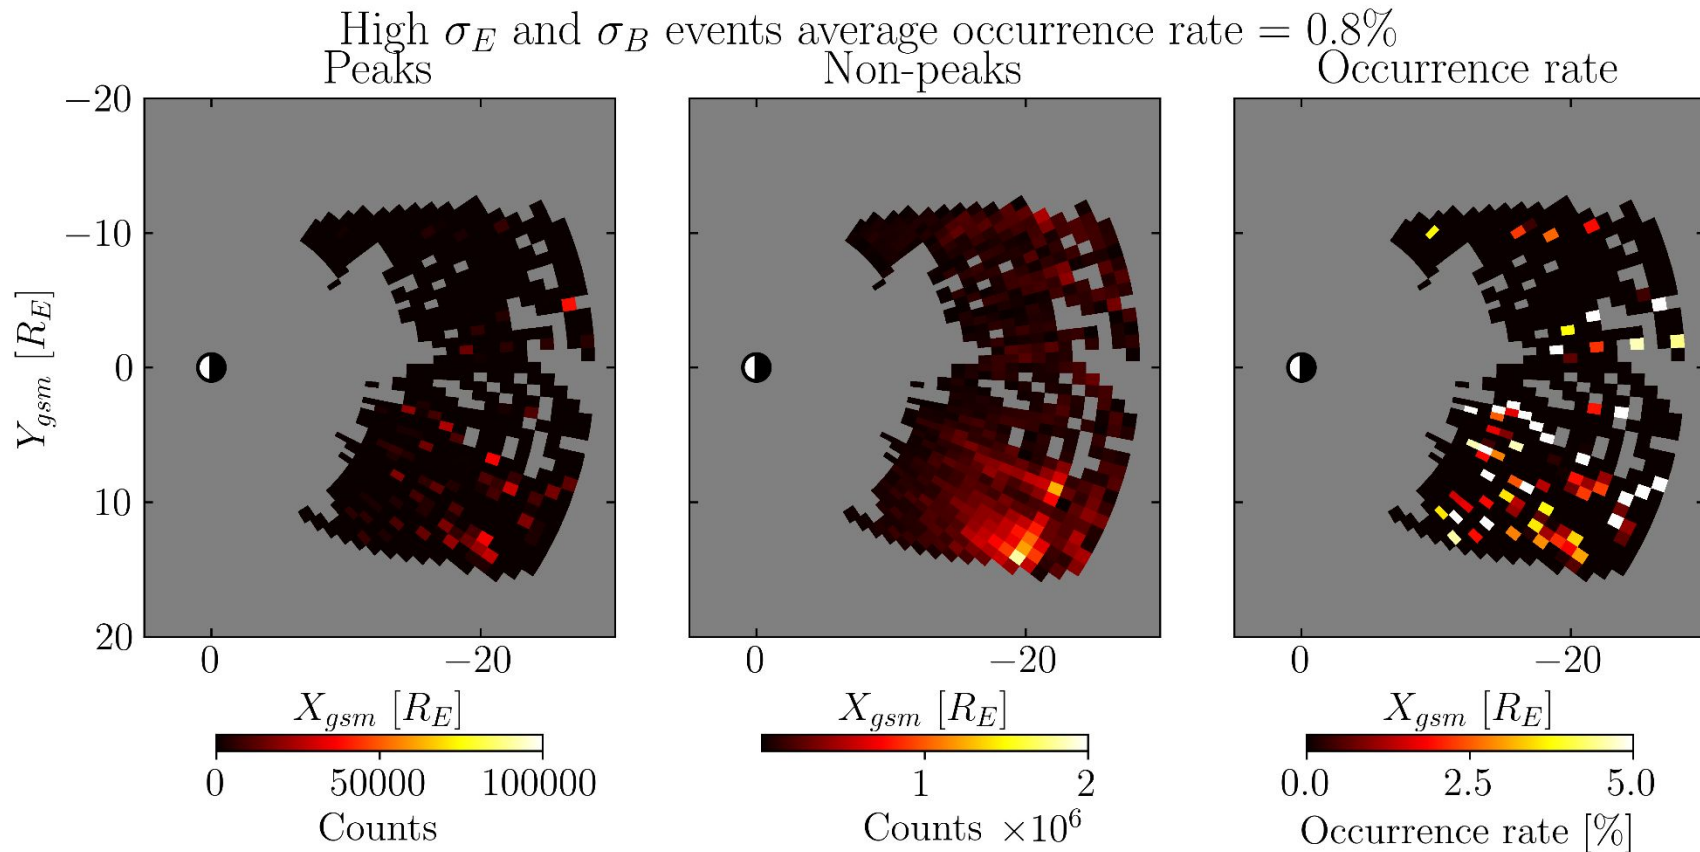 High σ_E and σ_B events average occurrence rate = 0.8%
Peaks
Non-peaks
Occurrence rate
−20
−10
0
10
20
Y_gsm [R_E]
0
−20
0
−20
0
−20
X_gsm [R_E]
X_gsm [R_E]
X_gsm [R_E]
0
50000
100000
1
2
0.0
2.5
5.0
Counts
Counts ×10⁶
Occurrence rate [%]